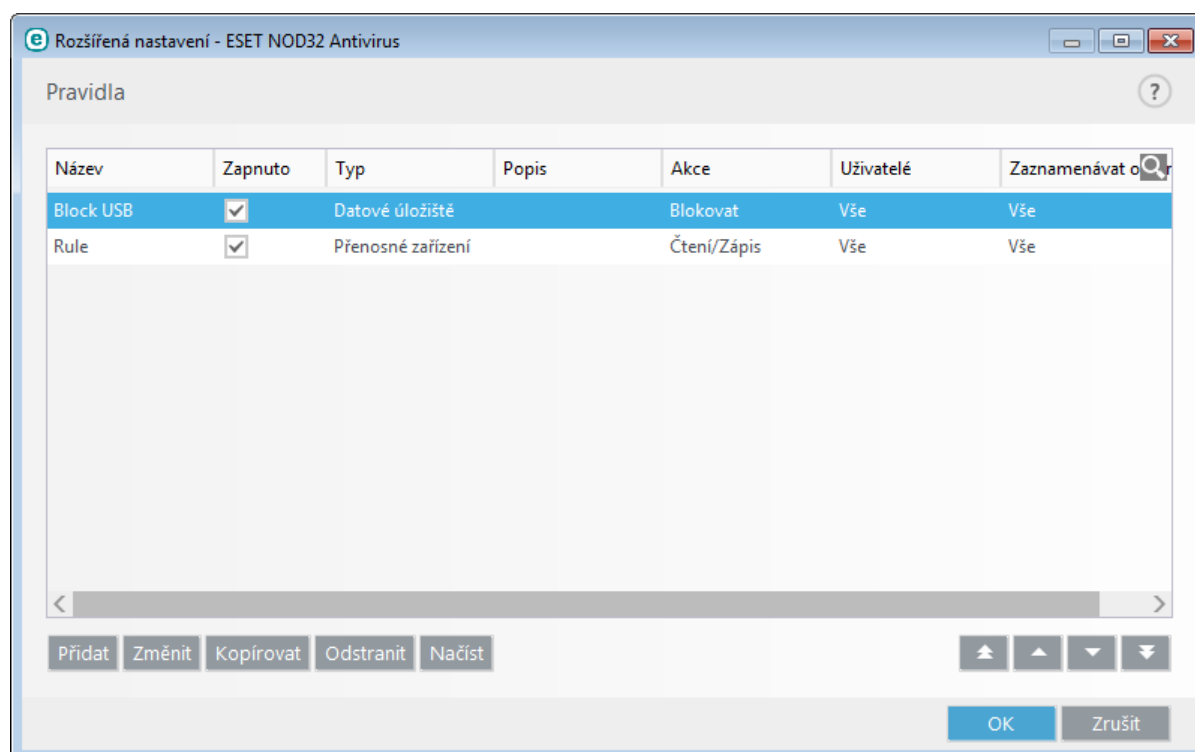 Rozšířená nastavení - ESET NOD32 Antivirus
Pravidla
?
Název Zapnuto Typ Popis Akce Uživatelé Zaznamenávat o
Block USB Datové úložiště Blokovat Vše Vše
Rule Přenosné zařízení Čtení/Zápis Vše Vše
Přidat Změnit Kopírovat Odstranit Načíst
OK Zrušit